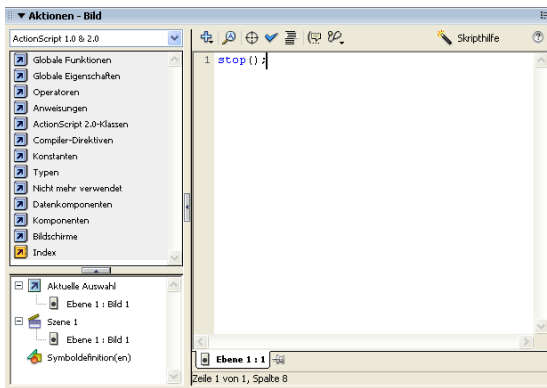 Aktionen - Bild
ActionScript 1.0 & 2.0
Globale Funktionen
Globale Eigenschaften
Operatoren
Anweisungen
ActionScript 2.0-Klassen
Compiler-Direktiven
Konstanten
Typen
Nicht mehr verwendet
Datenkomponenten
Komponenten
Bildschirme
Index
Aktuelle Auswahl
Ebene 1 : Bild 1
Szene 1
Ebene 1 : Bild 1
Symboldefinition(en)
Skripthilfe
1 stop();
Ebene 1 : 1
Zeile 1 von 1, Spalte 8